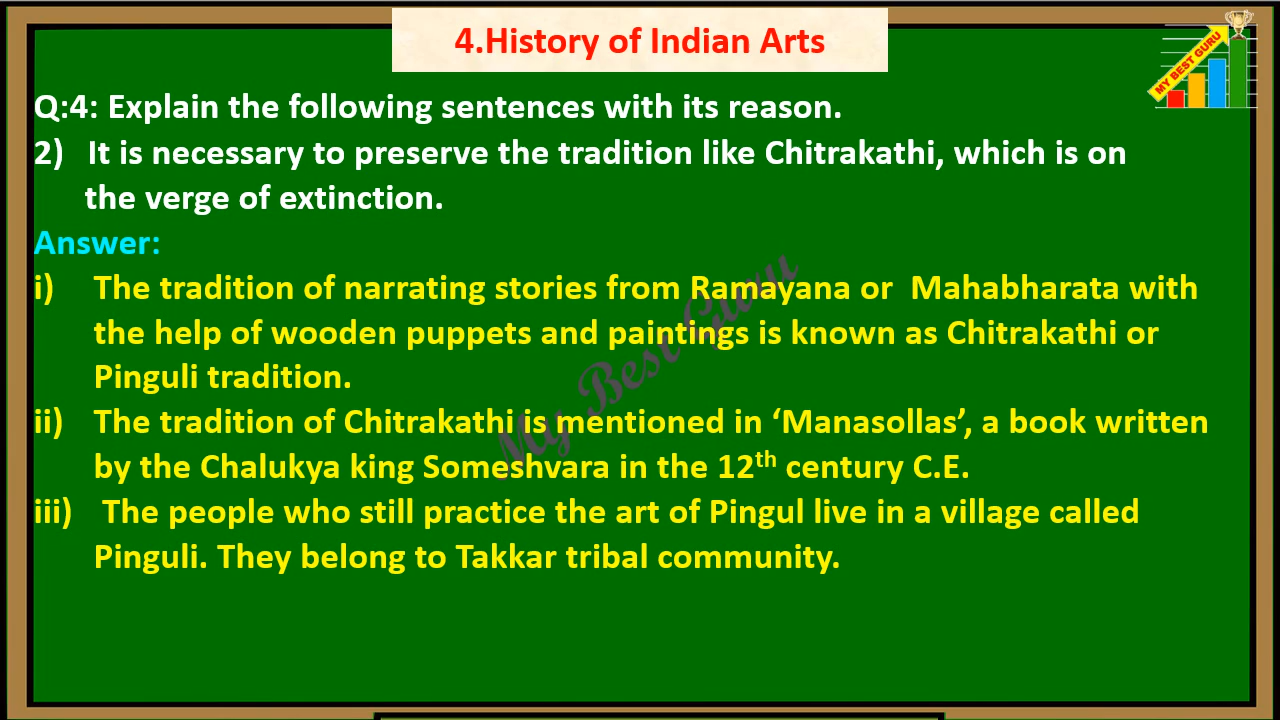 4.History of Indian Arts
MY BEST GURU
Q:4: Explain the following sentences with its reason.
2) It is necessary to preserve the tradition like Chitrakathi, which is on
the verge of extinction.
Answer:
i) The tradition of narrating stories from Ramayana or Mahabharata with
the help of wooden puppets and paintings is known as Chitrakathi or
Pinguli tradition.
ii) The tradition of Chitrakathi is mentioned in ‘Manasollas’, a book written
by the Chalukya king Someshvara in the 12th century C.E.
iii) The people who still practice the art of Pingul live in a village called
Pinguli. They belong to Takkar tribal community.
My Best Guru